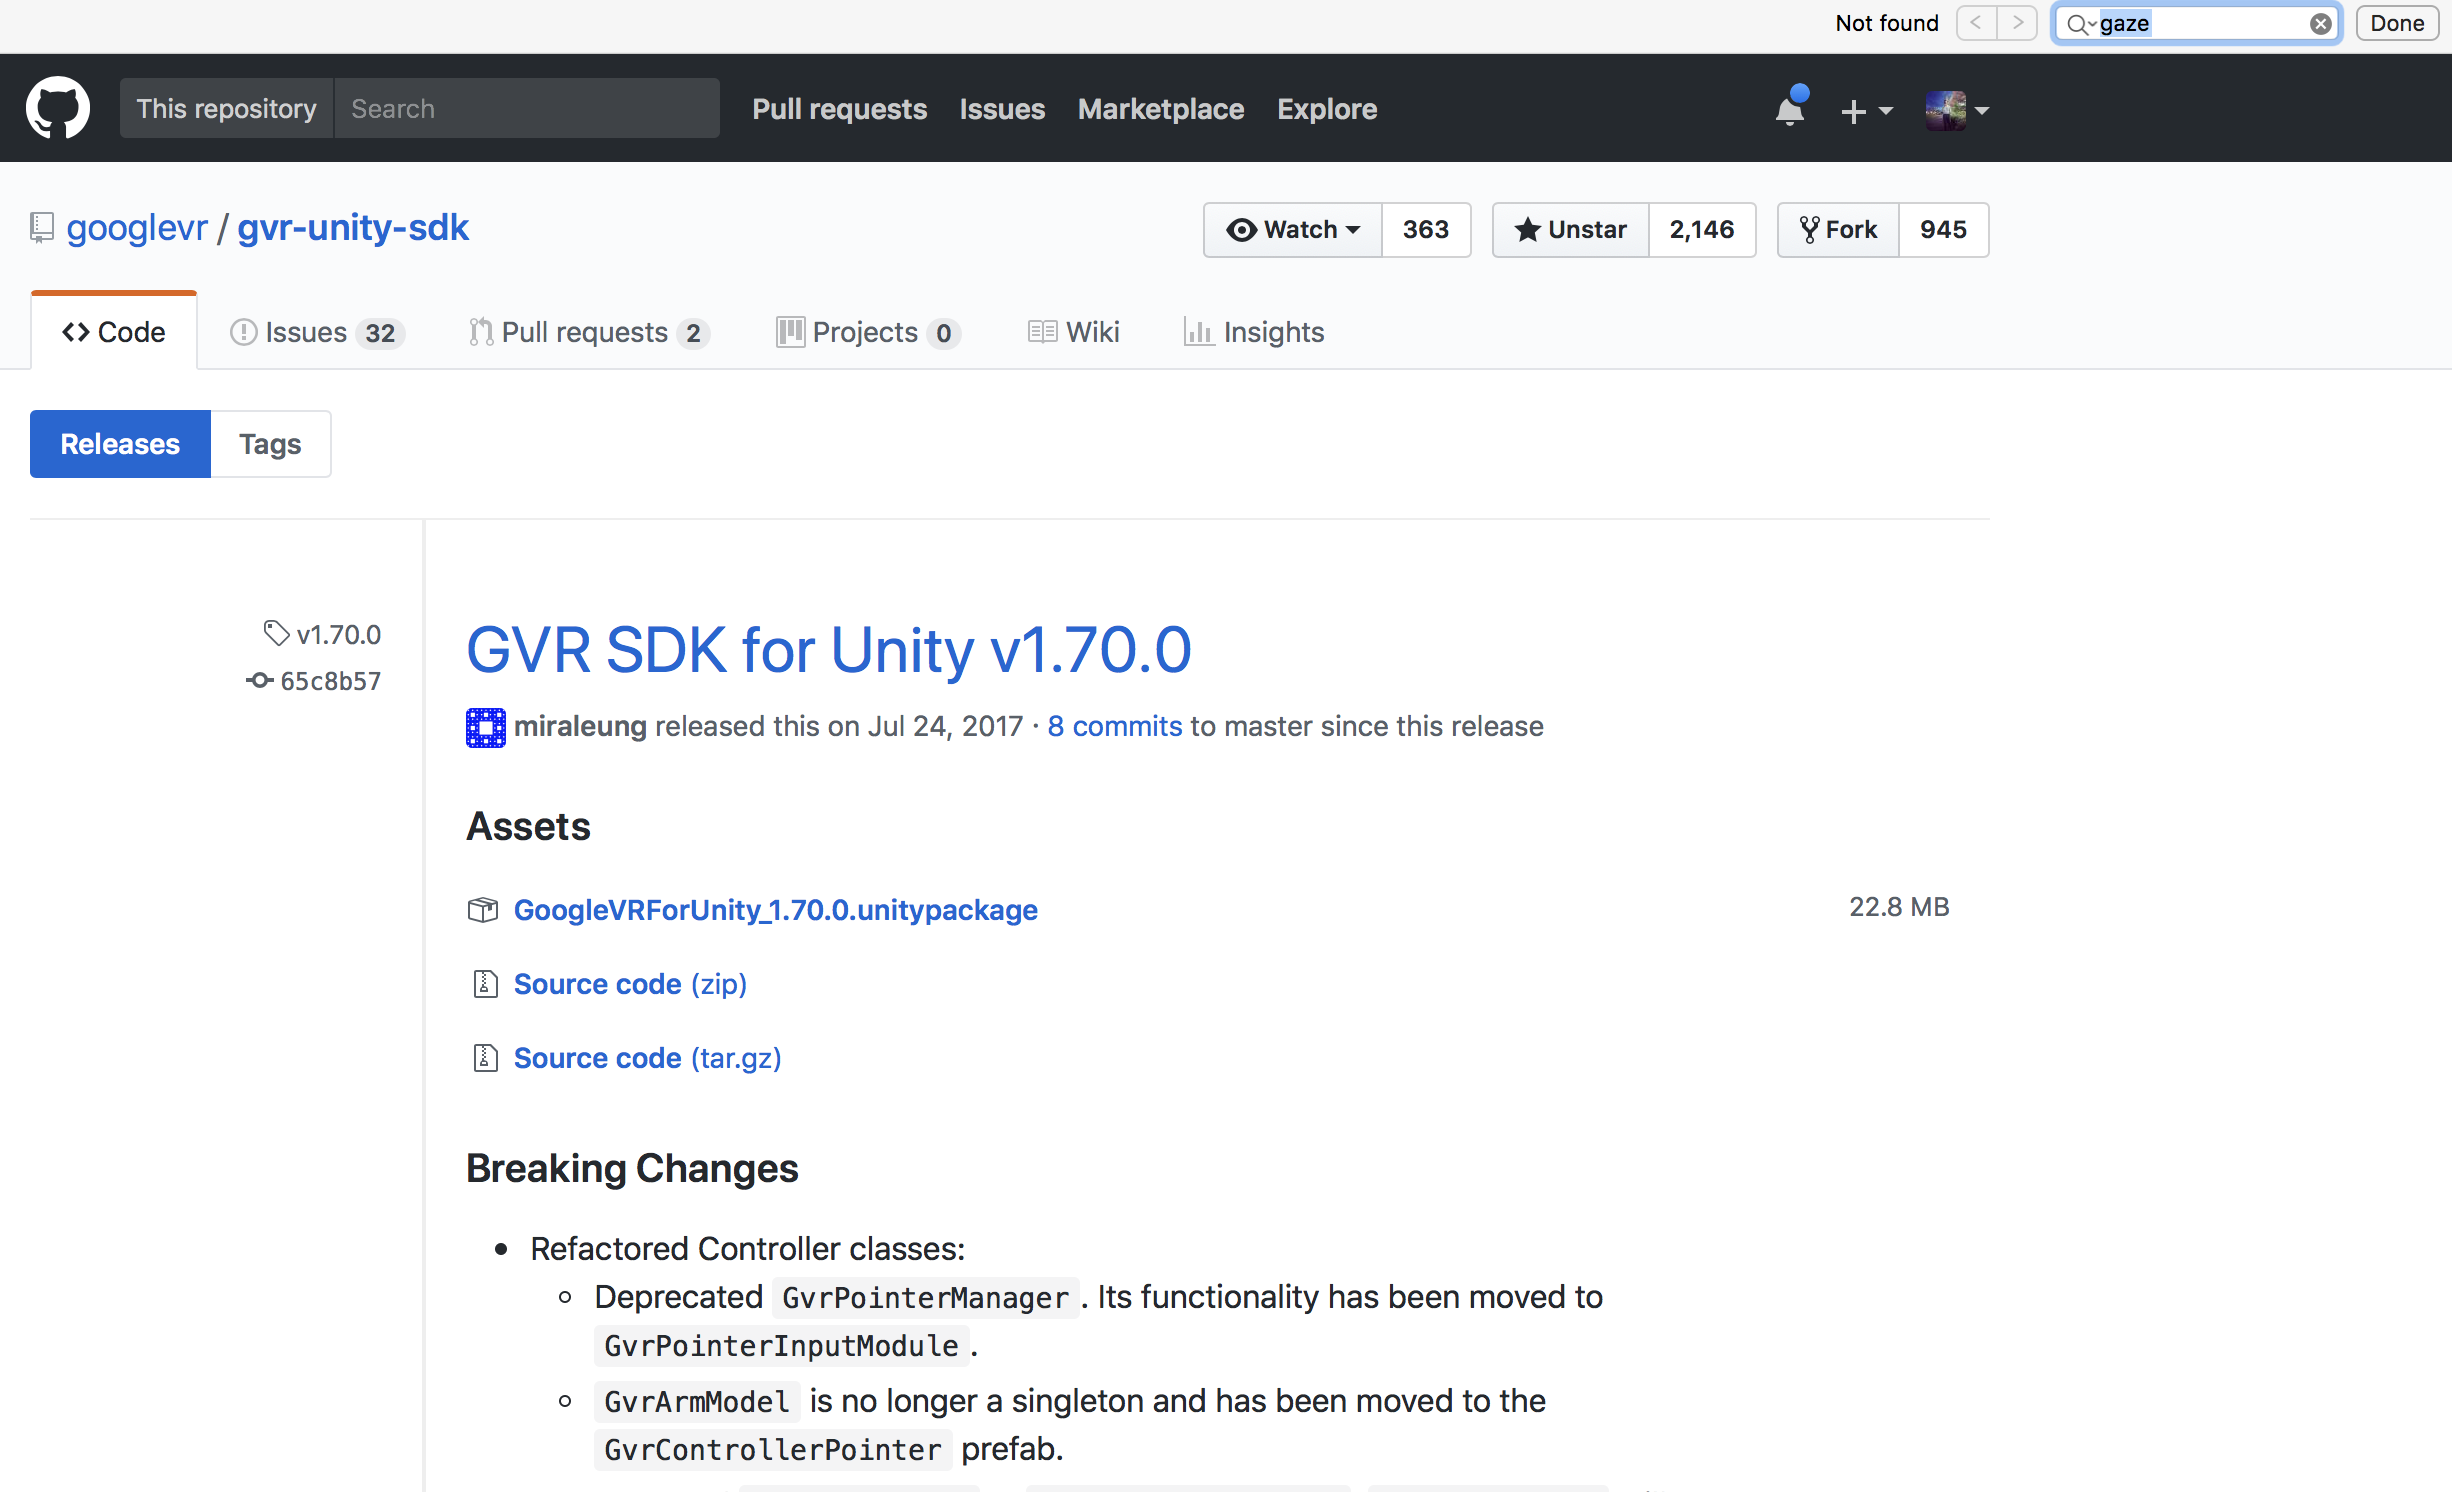 Not found < > gaze Done
This repository Search Pull requests Issues Marketplace Explore
googlevr / gvr-unity-sdk Watch 363 Unstar 2,146 Fork 945
Code Issues 32 Pull requests 2 Projects 0 Wiki Insights
Releases Tags
v1.70.0
65c8b57
GVR SDK for Unity v1.70.0
miraleung released this on Jul 24, 2017 · 8 commits to master since this release
Assets
GoogleVRForUnity_1.70.0.unitypackage 22.8 MB
Source code (zip)
Source code (tar.gz)
Breaking Changes
• Refactored Controller classes:
◦ Deprecated GvrPointerManager. Its functionality has been moved to
GvrPointerInputModule.
◦ GvrArmModel is no longer a singleton and has been moved to the
GvrControllerPointer prefab.